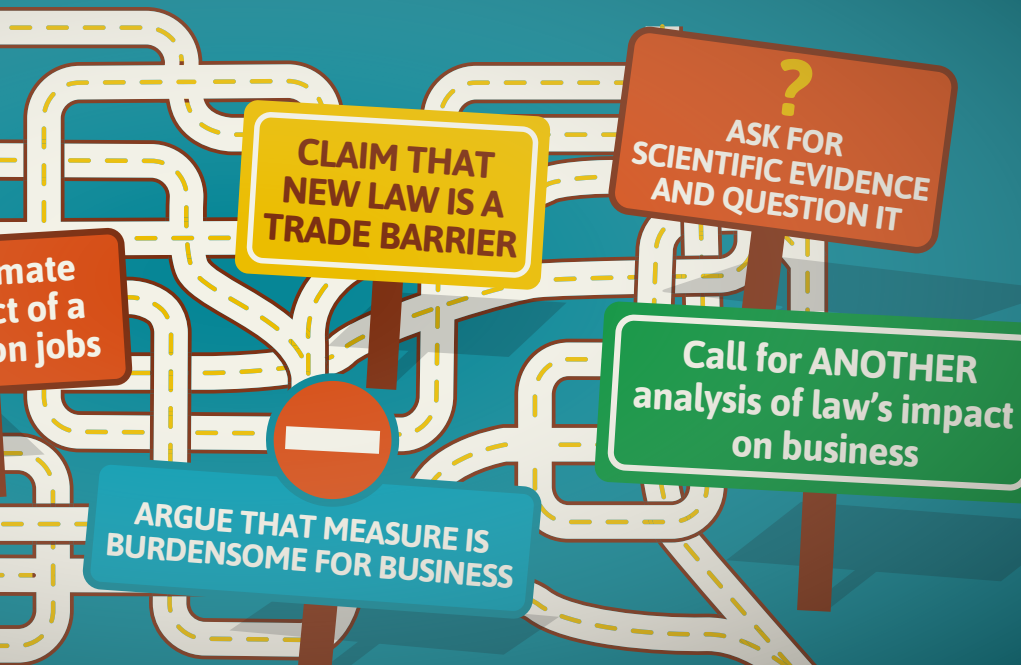 CLAIM THAT
NEW LAW IS A
TRADE BARRIER
?
ASK FOR
SCIENTIFIC EVIDENCE
AND QUESTION IT
mate
ct of a
on jobs
Call for ANOTHER
analysis of law's impact
on business
ARGUE THAT MEASURE IS
BURDENSOME FOR BUSINESS